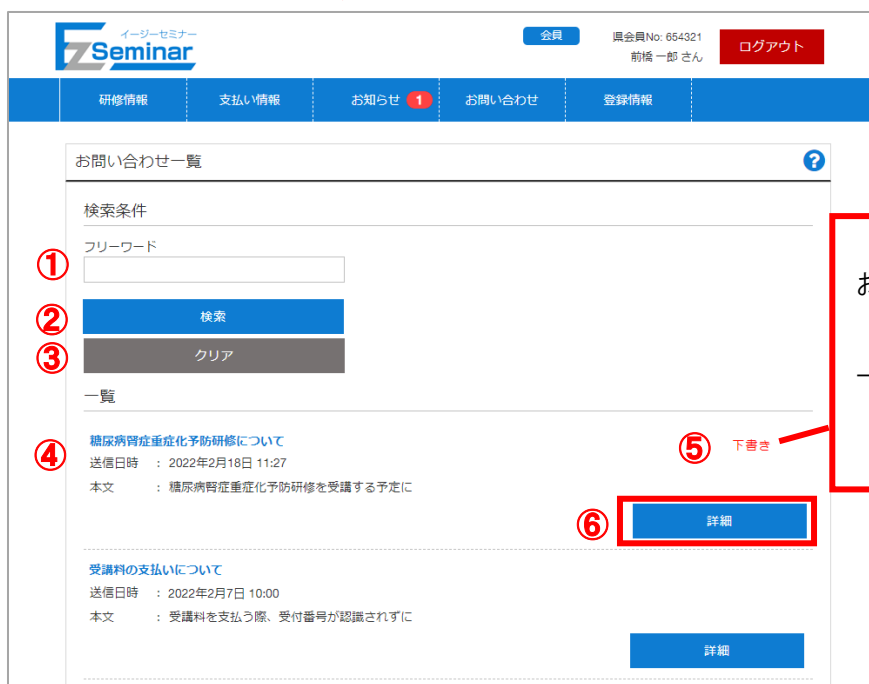 イージーセミナー
EzSeminar
会員
県会員No: 654321
前橋 一郎 さん
ログアウト
研修情報
支払い情報
お知らせ 1
お問い合わせ
登録情報
お問い合わせ一覧
?
検索条件
フリーワード
①
② 検索
③ クリア
お
一覧
④ 糖尿病腎症重症化予防研修について
⑤ 下書き
送信日時 : 2022年2月18日 11:27
本文 : 糖尿病腎症重症化予防研修を受講する予定に
⑥ 詳細
受講料の支払いについて
送信日時 : 2022年2月7日 10:00
本文 : 受講料を支払う際、受付番号が認識されずに
詳細